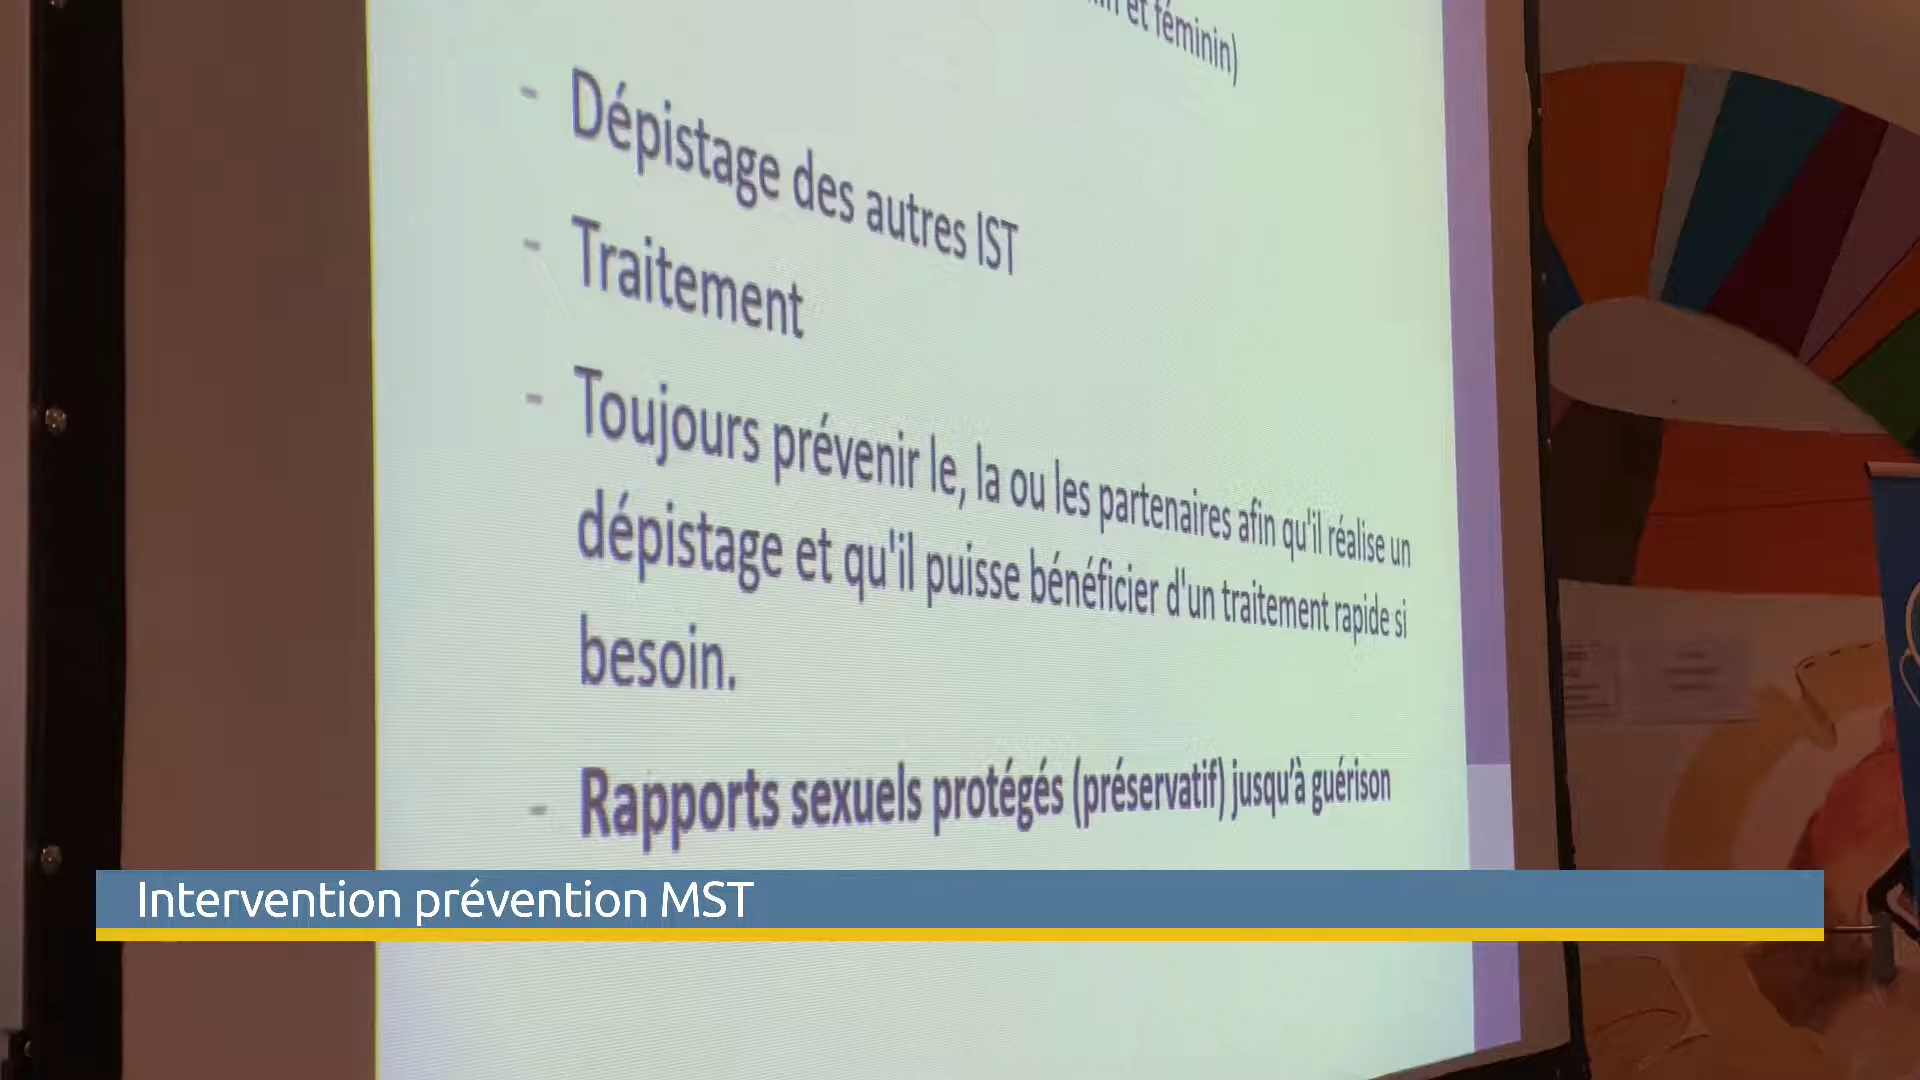 et féminin)
- Dépistage des autres IST
- Traitement
- Toujours prévenir le, la ou les partenaires afin qu'il réalise un
dépistage et qu'il puisse bénéficier d'un traitement rapide si
besoin.
- Rapports sexuels protégés (préservatif) jusqu'à guérison
Intervention prévention MST